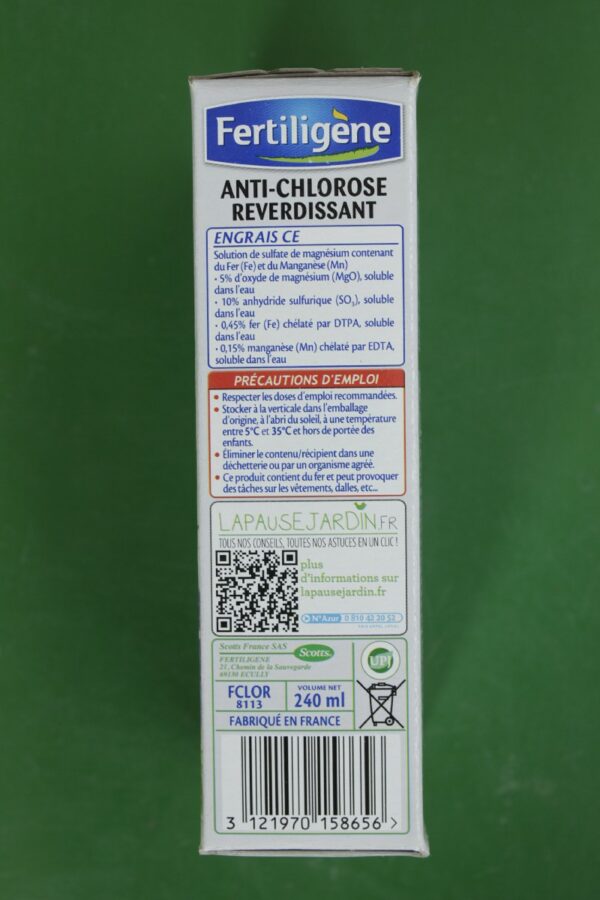 Fertiligène
ANTI-CHLOROSE
REVERDISSANT
ENGRAIS CE
Solution de sulfate de magnésium contenant
du Fer (Fe) et du Manganèse (Mn)
• 5% d'oxyde de magnésium (MgO), soluble
dans l'eau
• 10% anhydride sulfurique (SO₃), soluble
dans l'eau
• 0,45% fer (Fe) chélaté par DTPA, soluble
dans l'eau
• 0,15% manganèse (Mn) chélaté par EDTA,
soluble dans l'eau
PRÉCAUTIONS D'EMPLOI
• Respecter les doses d'emploi recommandées.
• Stocker à la verticale dans l'emballage
d'origine, à l'abri du soleil, à une température
entre 5°C et 35°C et hors de portée des
enfants.
• Éliminer le contenu/récipient dans une
déchetterie ou par un organisme agréé.
• Ce produit contient du fer et peut provoquer
des tâches sur les vêtements, dalles, etc...
LAPAUSEJARDIN.FR
TOUS NOS CONSEILS, TOUTES NOS ASTUCES EN UN CLIC !
plus
d'informations sur
lapausejardin.fr
N°Azur 0 810 42 20 52
PRIX APPEL LOCAL
Scotts France SAS
FERTILIGENE
21, Chemin de la Sauvegarde
69130 ECULLY
Scotts.
UPJ
FCLOR
8113
VOLUME NET
240 ml
FABRIQUÉ EN FRANCE
3 121970 158656 >